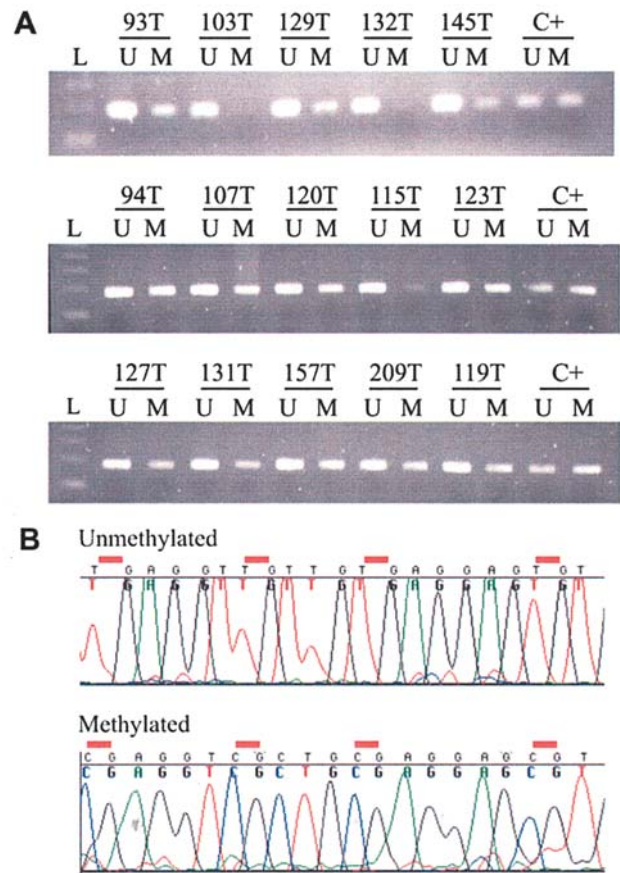 A
93T 103T 129T 132T 145T C+
L U M U M U M U M U M U M
94T 107T 120T 115T 123T C+
L U M U M U M U M U M U M
127T 131T 157T 209T 119T C+
L U M U M U M U M U M U M
B
Unmethylated
T G A G G T T G T T G T G A G G A G T G T
T G A G G T T G T T G T G A G G A G T G T
Methylated
C G A G G T C G C T G C G A G G A G C G T
C G A G G T C G C T G C G A G G A G C G T